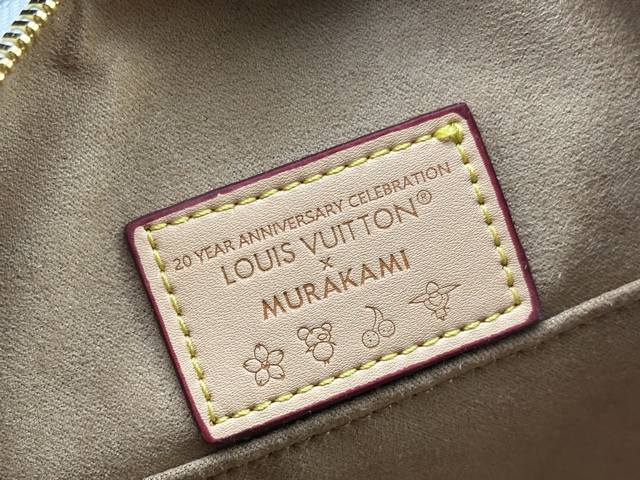 20 YEAR ANNIVERSARY CELEBRATION
LOUIS VUITTON®
×
MURAKAMI